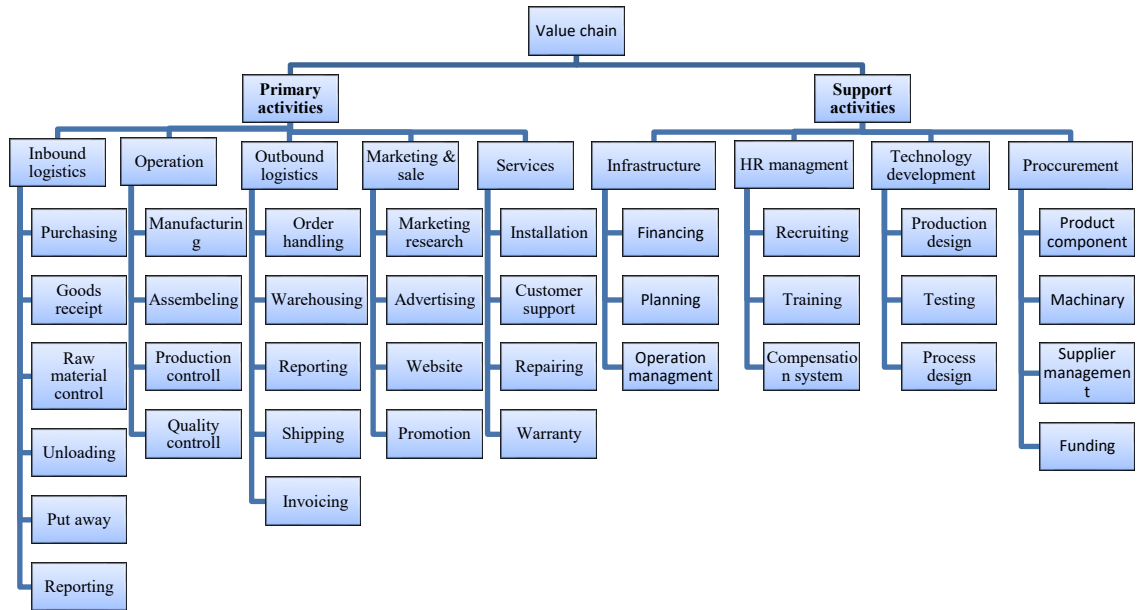 Value chain
Primary
activities
Support
activities
Inbound
logistics
Operation
Outbound
logistics
Marketing &
sale
Services
Infrastructure
HR managment
Technology
development
Proccurement
Purchasing
Goods
receipt
Raw
material
control
Unloading
Put away
Reporting
Manufacturin
g
Assembeling
Production
controll
Quality
controll
Order
handling
Warehousing
Reporting
Shipping
Invoicing
Marketing
research
Advertising
Website
Promotion
Installation
Customer
support
Repairing
Warranty
Financing
Planning
Operation
managment
Recruiting
Training
Compensatio
n system
Production
design
Testing
Process
design
Product
component
Machinary
Supplier
managemen
t
Funding